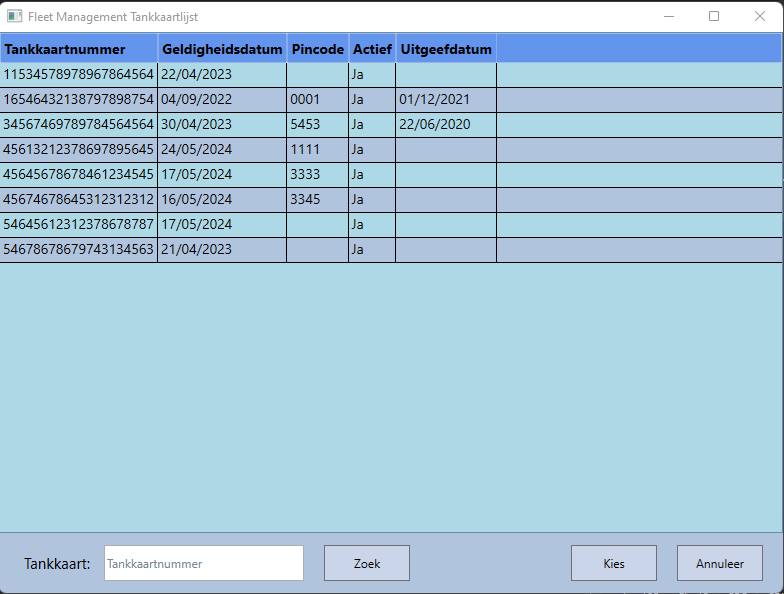 Fleet Management Tankkaartlijst
Tankkaartnummer Geldigheidsdatum Pincode Actief Uitgeefdatum
11534578978967864564 22/04/2023 Ja
16546432138797898754 04/09/2022 0001 Ja 01/12/2021
34567469789784564564 30/04/2023 5453 Ja 22/06/2020
45613212378697895645 24/05/2024 1111 Ja
45645678678461234545 17/05/2024 3333 Ja
45674678645312312312 16/05/2024 3345 Ja
54645612312378678787 17/05/2024 Ja
54678678679743134563 21/04/2023 Ja
Tankkaart: Tankkaartnummer Zoek Kies Annuleer